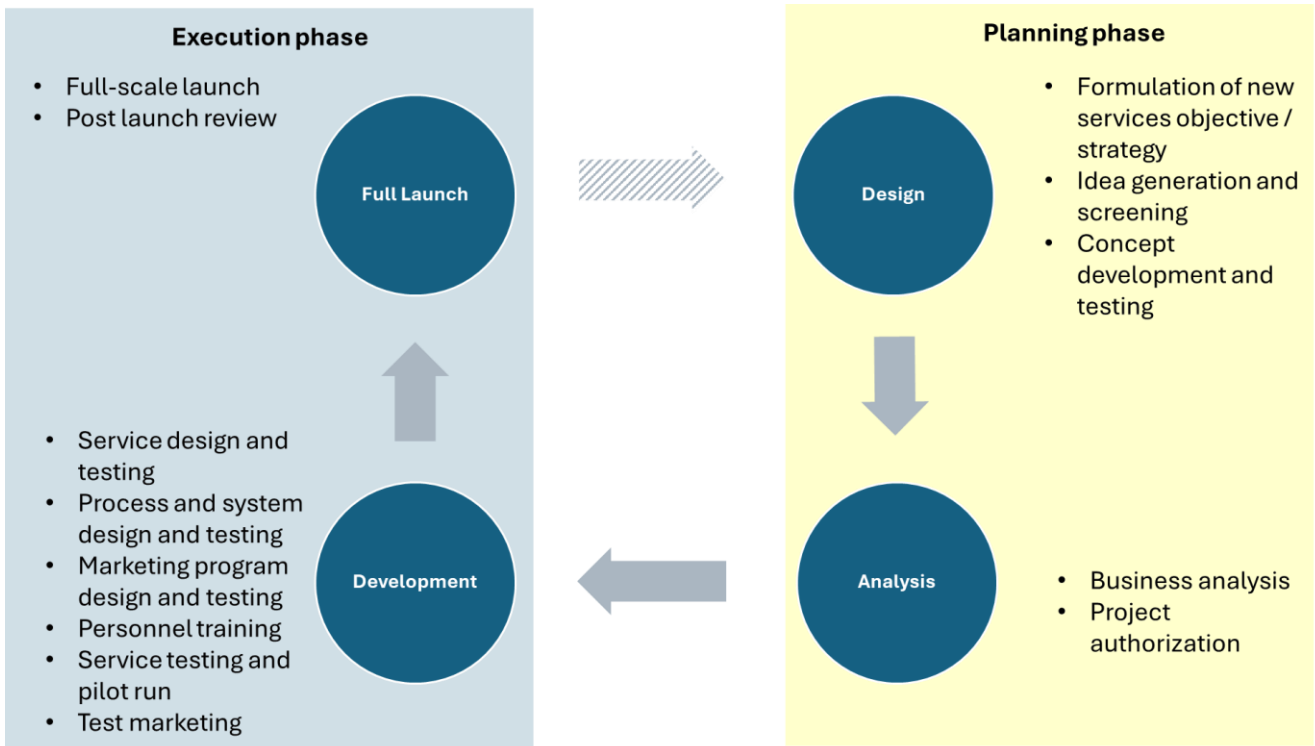 Execution phase
• Full-scale launch
• Post launch review
Full Launch
• Service design and
testing
• Process and system
design and testing
• Marketing program
design and testing
• Personnel training
• Service testing and
pilot run
• Test marketing
Development
Planning phase
Design
• Formulation of new
services objective /
strategy
• Idea generation and
screening
• Concept
development and
testing
Analysis
• Business analysis
• Project
authorization